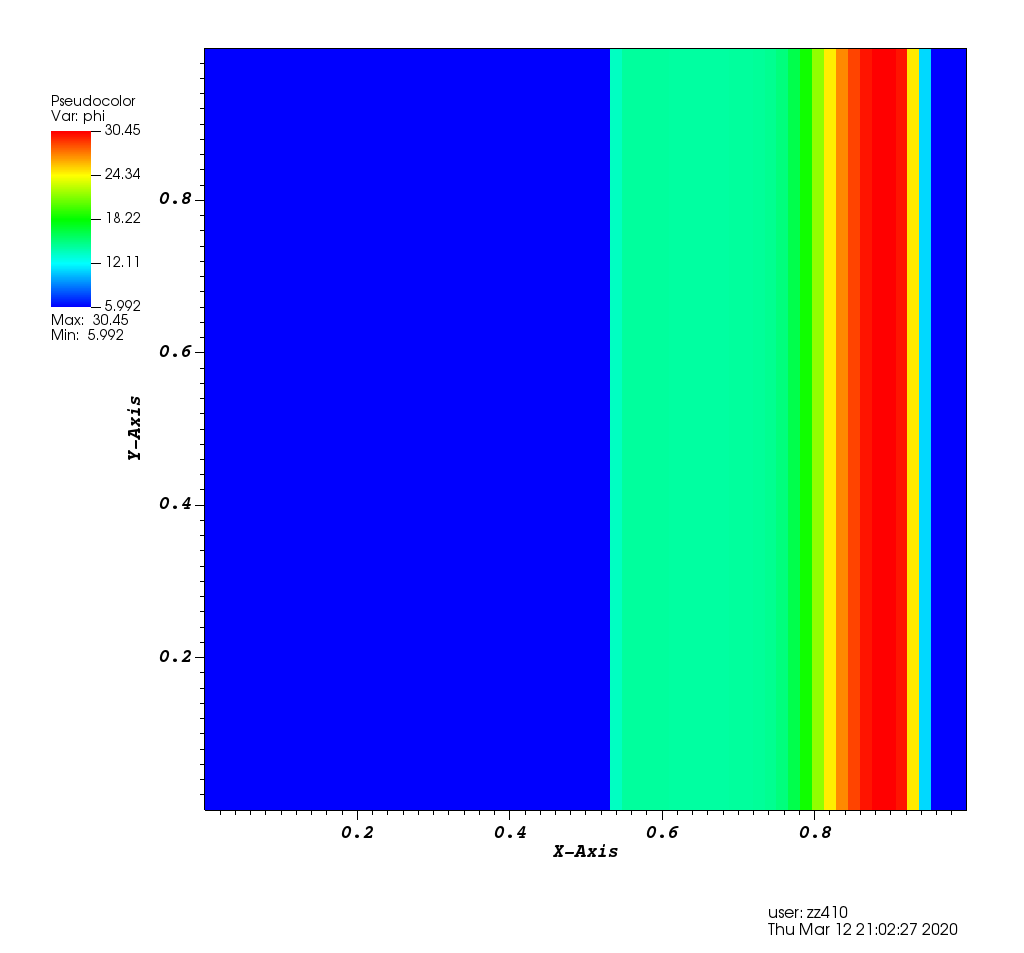 Pseudocolor
Var: phi
30.45
24.34
18.22
12.11
5.992
Max: 30.45
Min: 5.992
0.8
0.6
0.4
0.2
Y-Axis
0.2 0.4 0.6 0.8
X-Axis
user: zz410
Thu Mar 12 21:02:27 2020